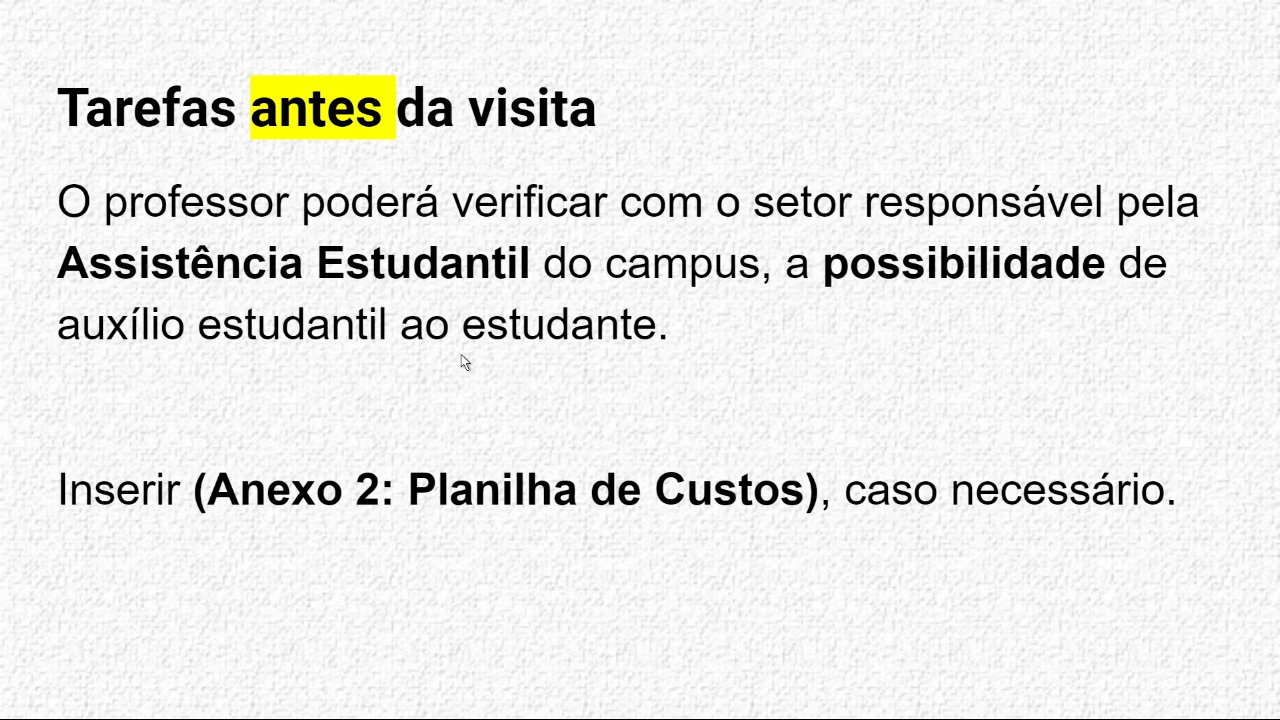 Tarefas antes da visita
O professor poderá verificar com o setor responsável pela
Assistência Estudantil do campus, a possibilidade de
auxílio estudantil ao estudante.
Inserir (Anexo 2: Planilha de Custos), caso necessário.